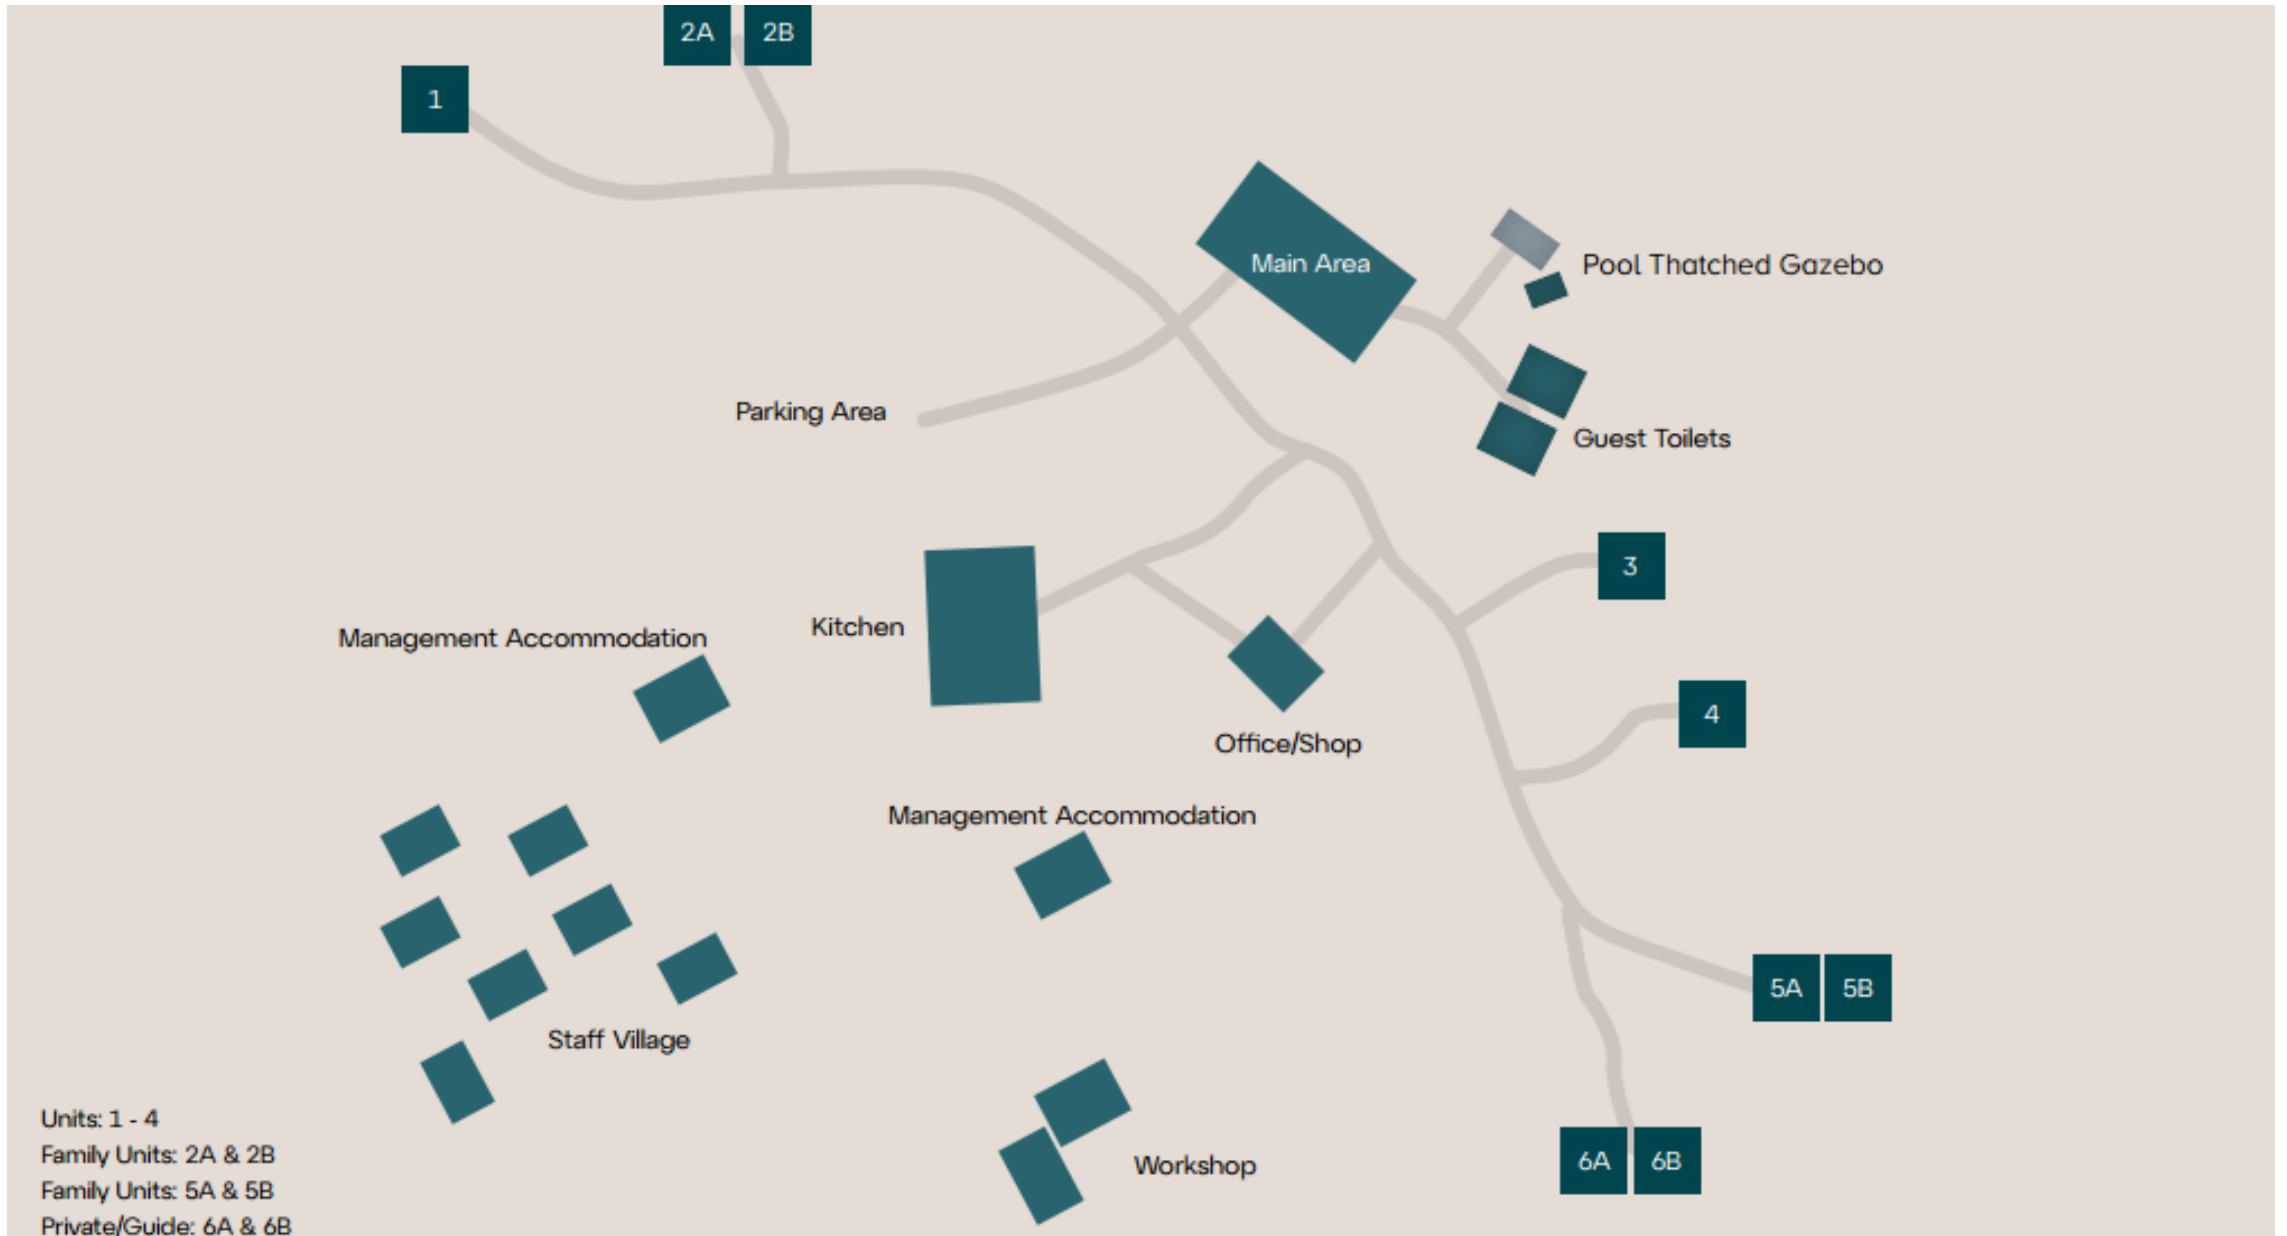 2A
2B
1
Main Area
Pool Thatched Gazebo
Parking Area
Guest Toilets
3
Management Accommodation
Kitchen
4
Office/Shop
Management Accommodation
5A
5B
Staff Village
6A
6B
Workshop
Units: 1 - 4
Family Units: 2A & 2B
Family Units: 5A & 5B
Private/Guide: 6A & 6B